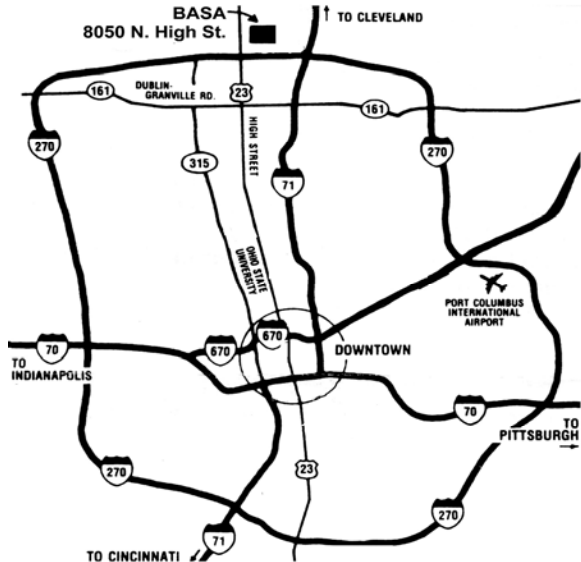 BASA
8050 N. High St.
TO CLEVELAND
161
DUBLIN-
GRANVILLE RD.
23
161
270
315
HIGH STREET
71
270
OHIO STATE
UNIVERSITY
PORT COLUMBUS
INTERNATIONAL
AIRPORT
70
TO
INDIANAPOLIS
670
670
DOWNTOWN
70
TO
PITTSBURGH
270
23
270
71
TO CINCINNATI